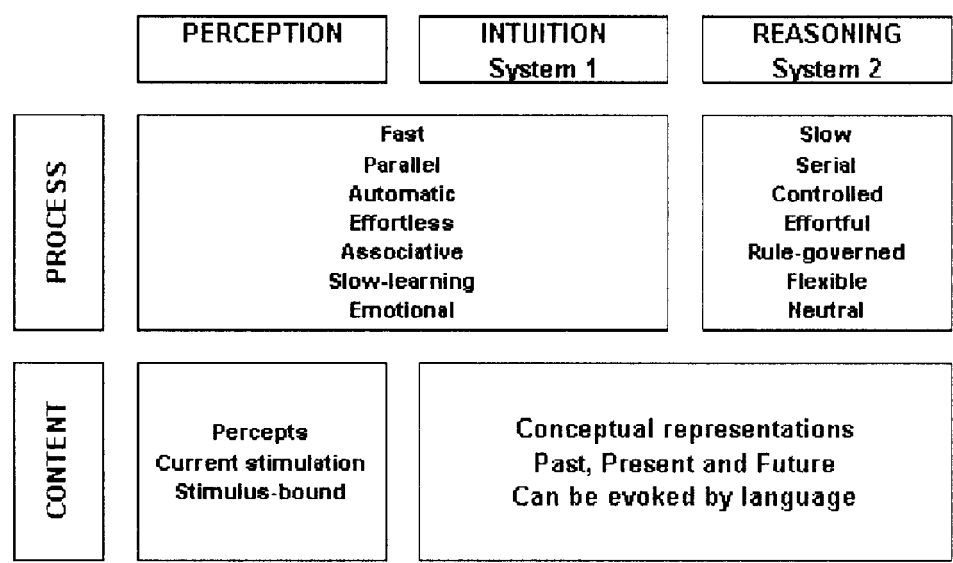 PERCEPTION
INTUITION
System 1
REASONING
System 2
PROCESS
Fast
Parallel
Automatic
Effortless
Associative
Slow-learning
Emotional
Slow
Serial
Controlled
Effortful
Rule-governed
Flexible
Neutral
CONTENT
Percepts
Current stimulation
Stimulus-bound
Conceptual representations
Past, Present and Future
Can be evoked by language